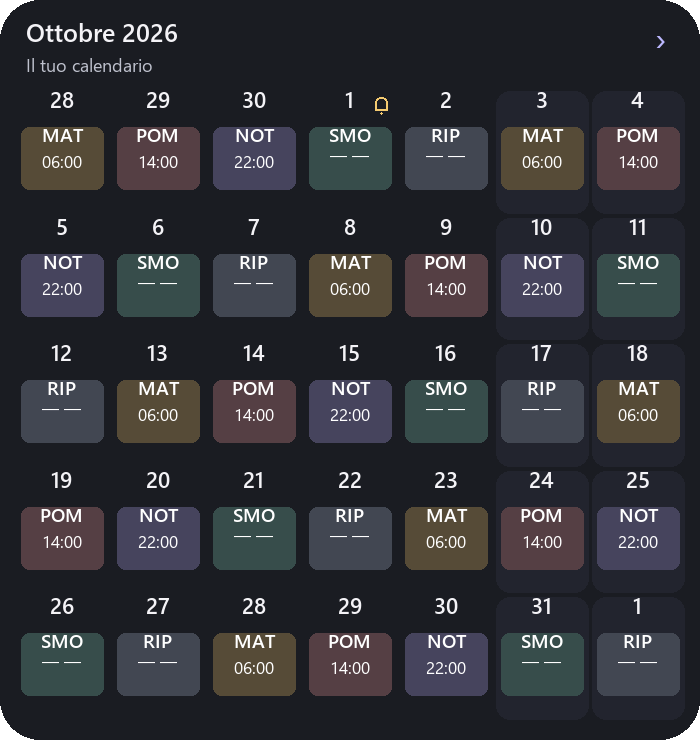 Ottobre 2026
Il tuo calendario
›
28 29 30 1 2 3 4
MAT POM NOT SMO RIP MAT POM
06:00 14:00 22:00 — — — — 06:00 14:00
5 6 7 8 9 10 11
NOT SMO RIP MAT POM NOT SMO
22:00 — — — — 06:00 14:00 22:00 — —
12 13 14 15 16 17 18
RIP MAT POM NOT SMO RIP MAT
— — 06:00 14:00 22:00 — — — — 06:00
19 20 21 22 23 24 25
POM NOT SMO RIP MAT POM NOT
14:00 22:00 — — — — 06:00 14:00 22:00
26 27 28 29 30 31 1
SMO RIP MAT POM NOT SMO RIP
— — — — 06:00 14:00 22:00 — — — —